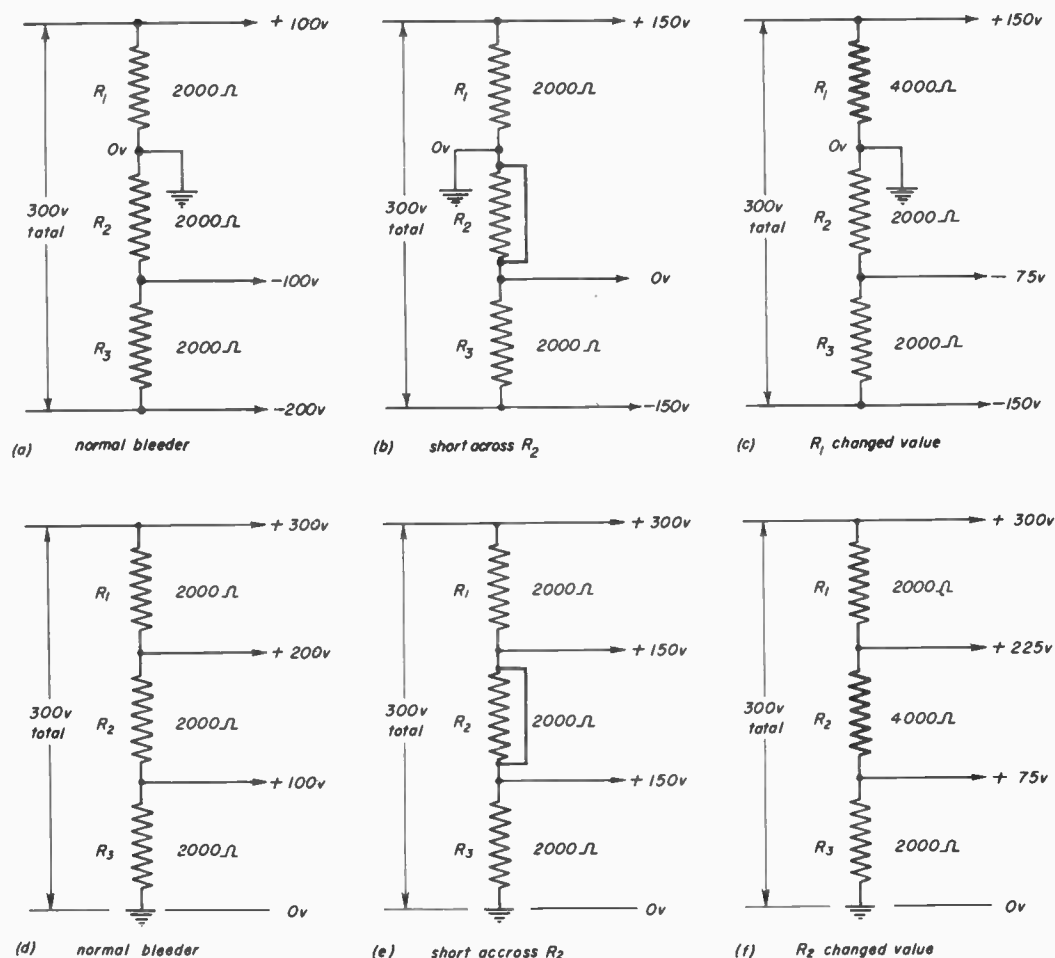 + 100v
R1
2000Ω
0v
300v
tatal
R2
2000Ω
-100v
R3
2000Ω
-200v
(a) normal bleeder
+ 150v
R1
2000Ω
0v
300v
tatal
R2
0v
R3
2000Ω
-150v
(b) short across R2
+150v
R1
4000Ω
0v
300v
total
R2
2000Ω
- 75v
R3
2000Ω
-150v
(c) R1 changed value
+ 300v
R1
2000Ω
+ 200v
300v
total
R2
2000Ω
+ 100v
R3
2000Ω
0v
(d) normal bleeder
+ 300v
R1
2000Ω
+ 150v
300v
total
R2
2000Ω
+ 150v
R3
2000Ω
0v
(e) short accross R2
+ 300v
R1
2000Ω
+ 225v
300v
total
R2
4000Ω
+ 75v
R3
2000Ω
0v
(f) R2 changed value